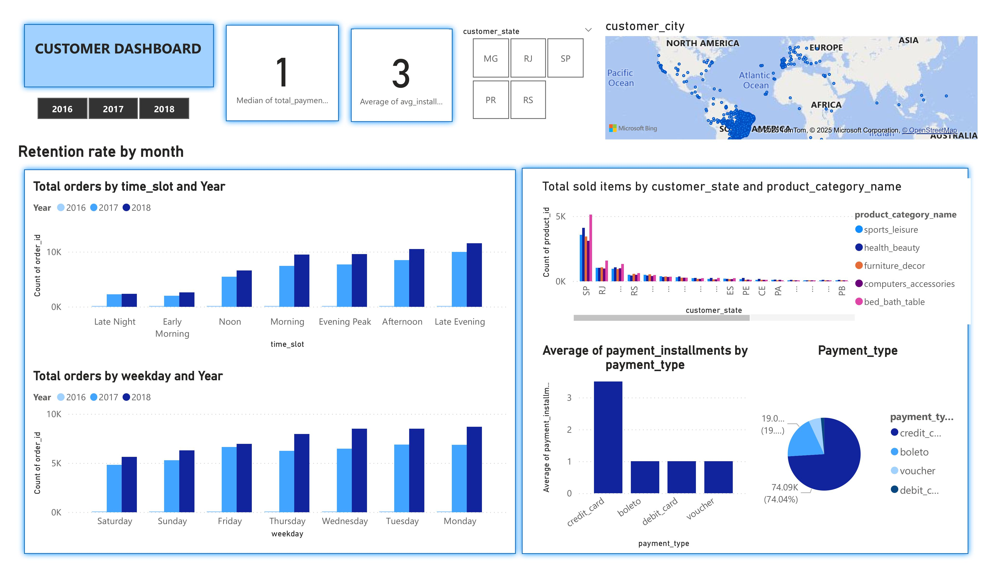 CUSTOMER DASHBOARD
2016
2017
2018
1
Median of total_paymen...
3
Average of avg_install...
customer_state
MG
RJ
SP
PR
RS
customer_city
NORTH AMERICA
EUROPE
ASIA
Pacific
Ocean
Atlantic
Ocean
AFRICA
Microsoft Bing
AMERICA
© 2025 TomTom, © 2025 Microsoft Corporation, © OpenStreetMap
Indian
AUSTRALIA
Retention rate by month
Total orders by time_slot and Year
Year 2016 2017 2018
Count of order_id
10K
0K
Late Night
Early
Morning
Noon
Morning
Evening Peak
Afternoon
Late Evening
time_slot
Total orders by weekday and Year
Year 2016 2017 2018
Count of order_id
10K
5K
0K
Saturday
Sunday
Friday
Thursday
Wednesday
Tuesday
Monday
weekday
Total sold items by customer_state and product_category_name
Count of product_id
5K
0K
SP
RJ
...
RS
...
...
...
...
...
ES
PE
CE
PA
...
...
...
PB
customer_state
product_category_name
sports_leisure
health_beauty
furniture_decor
computers_accessories
bed_bath_table
Average of payment_installments by
payment_type
Average of payment_installm...
3
2
1
0
credit_card
boleto
debit_card
voucher
payment_type
Payment_type
19.0...
(19....)
74.09K
(74.04%)
payment_ty...
credit_c...
boleto
voucher
debit_c...